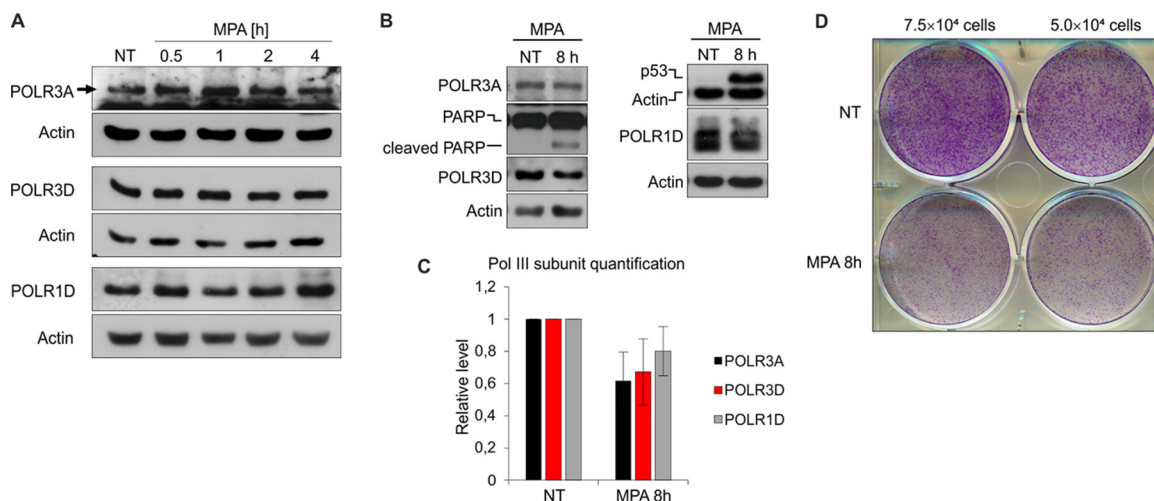 A
MPA [h]
NT 0.5 1 2 4
POLR3A
Actin
POLR3D
Actin
POLR1D
Actin
B
MPA
NT 8 h
POLR3A
PARP
cleaved PARP
POLR3D
Actin
MPA
NT 8 h
p53
Actin
POLR1D
Actin
C
Pol III subunit quantification
Relative level
1,2
1
0,8
0,6
0,4
0,2
0
NT MPA 8h
POLR3A
POLR3D
POLR1D
D
7.5×10⁴ cells 5.0×10⁴ cells
NT
MPA 8h